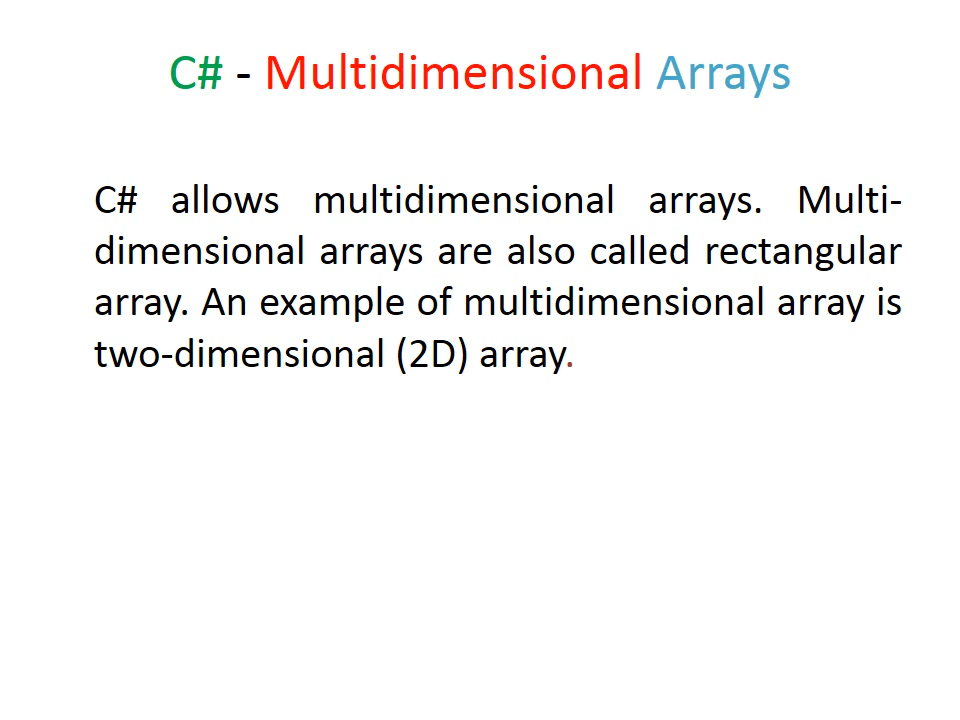 C# - Multidimensional Arrays
C# allows multidimensional arrays. Multi-
dimensional arrays are also called rectangular
array. An example of multidimensional array is
two-dimensional (2D) array.